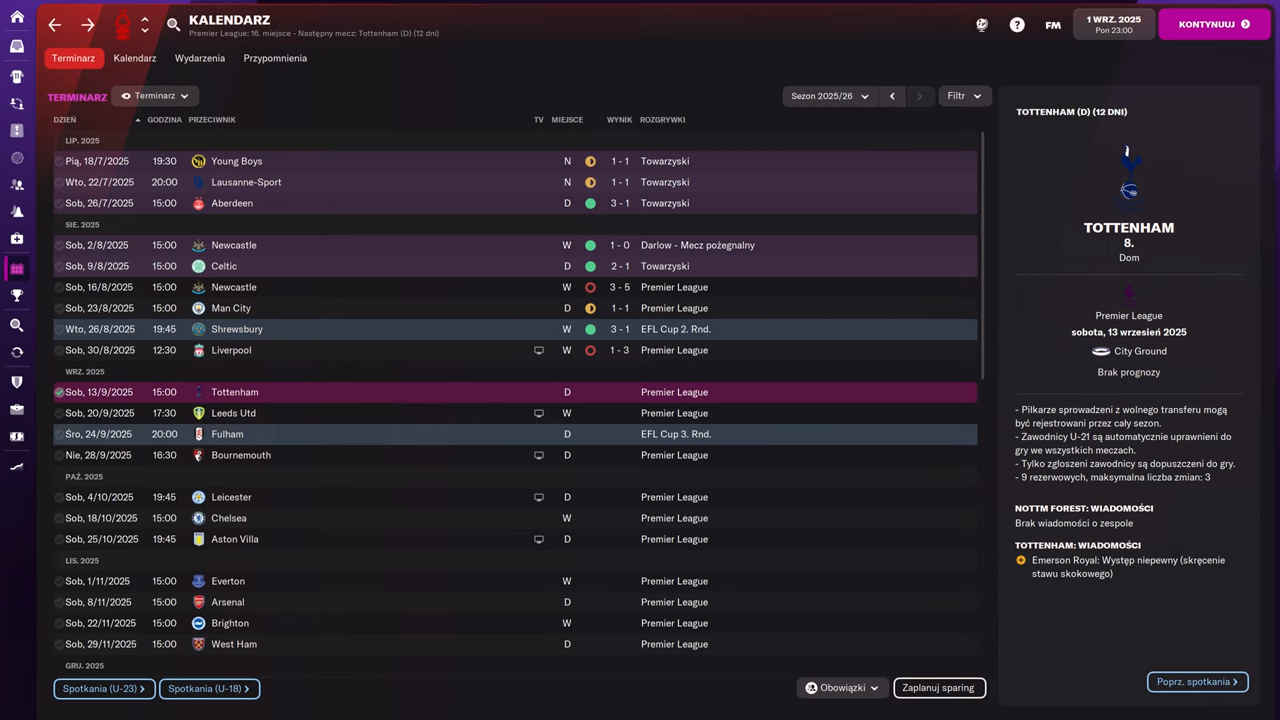 KALENDARZ
Premier League: 16. miejsce - Następny mecz: Tottenham (D) (12 dni)
FM
1 WRZ. 2025
Pon 23:00
KONTYNUUJ
Terminarz Kalendarz Wydarzenia Przypomnienia
TERMINARZ Terminarz Sezon 2025/26 Filtr
DZIEŃ GODZINA PRZECIWNIK TV MIEJSCE WYNIK ROZGRYWKI
LIP. 2025
Pią, 18/7/2025 19:30 Young Boys N 1 - 1 Towarzyski
Wto, 22/7/2025 20:00 Lausanne-Sport N 1 - 1 Towarzyski
Sob, 26/7/2025 15:00 Aberdeen D 3 - 1 Towarzyski
SIE. 2025
Sob, 2/8/2025 15:00 Newcastle W 1 - 0 Darlow - Mecz pożegnalny
Sob, 9/8/2025 15:00 Celtic D 2 - 1 Towarzyski
Sob, 16/8/2025 15:00 Newcastle W 3 - 5 Premier League
Sob, 23/8/2025 15:00 Man City D 1 - 1 Premier League
Wto, 26/8/2025 19:45 Shrewsbury W 3 - 1 EFL Cup 2. Rnd.
Sob, 30/8/2025 12:30 Liverpool W 1 - 3 Premier League
WRZ. 2025
Sob, 13/9/2025 15:00 Tottenham D Premier League
Sob, 20/9/2025 17:30 Leeds Utd W Premier League
Śro, 24/9/2025 20:00 Fulham D EFL Cup 3. Rnd.
Nie, 28/9/2025 16:30 Bournemouth D Premier League
PAŹ. 2025
Sob, 4/10/2025 19:45 Leicester D Premier League
Sob, 18/10/2025 15:00 Chelsea W Premier League
Sob, 25/10/2025 19:45 Aston Villa D Premier League
LIS. 2025
Sob, 1/11/2025 15:00 Everton W Premier League
Sob, 8/11/2025 15:00 Arsenal D Premier League
Sob, 22/11/2025 15:00 Brighton W Premier League
Sob, 29/11/2025 15:00 West Ham D Premier League
GRU. 2025
Spotkania (U-23) Spotkania (U-18) Obowiązki Zaplanuj sparing
TOTTENHAM (D) (12 DNI)
TOTTENHAM
8.
Dom
Premier League
sobota, 13 wrzesień 2025
City Ground
Brak prognozy
- Piłkarze sprowadzeni z wolnego transferu mogą
być rejestrowani przez cały sezon.
- Zawodnicy U-21 są automatycznie uprawnieni do
gry we wszystkich meczach.
- Tylko zgłoszeni zawodnicy są dopuszczeni do gry.
- 9 rezerwowych, maksymalna liczba zmian: 3
NOTTM FOREST: WIADOMOŚCI
Brak wiadomości o zespole
TOTTENHAM: WIADOMOŚCI
Emerson Royal: Występ niepewny (skręcenie
stawu skokowego)
Poprz. spotkania